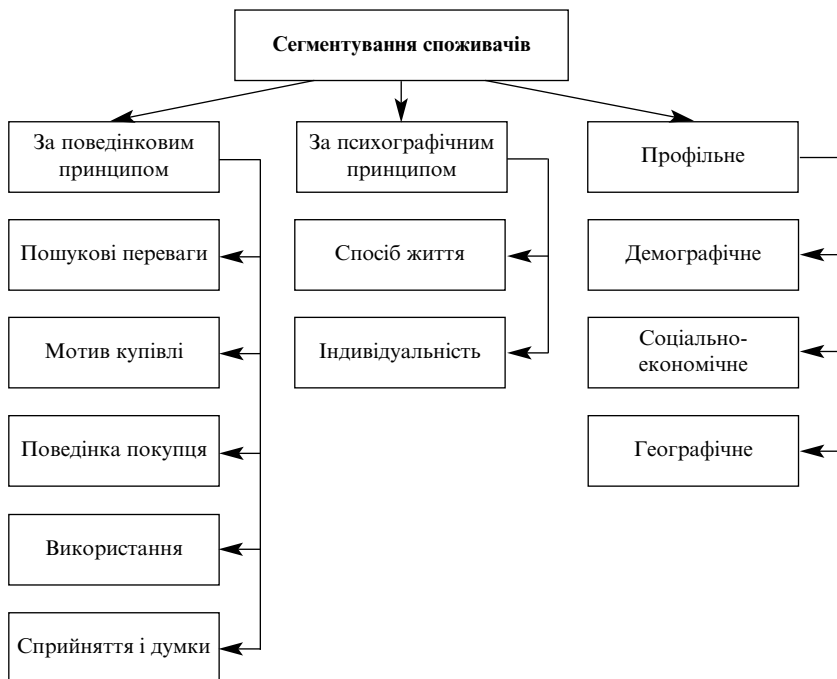 Сегментування споживачів
За поведінковим
принципом
Пошукові переваги
Мотив купівлі
Поведінка покупця
Використання
Сприйняття і думки
За психографічним
принципом
Спосіб життя
Індивідуальність
Профільне
Демографічне
Соціально-
економічне
Географічне